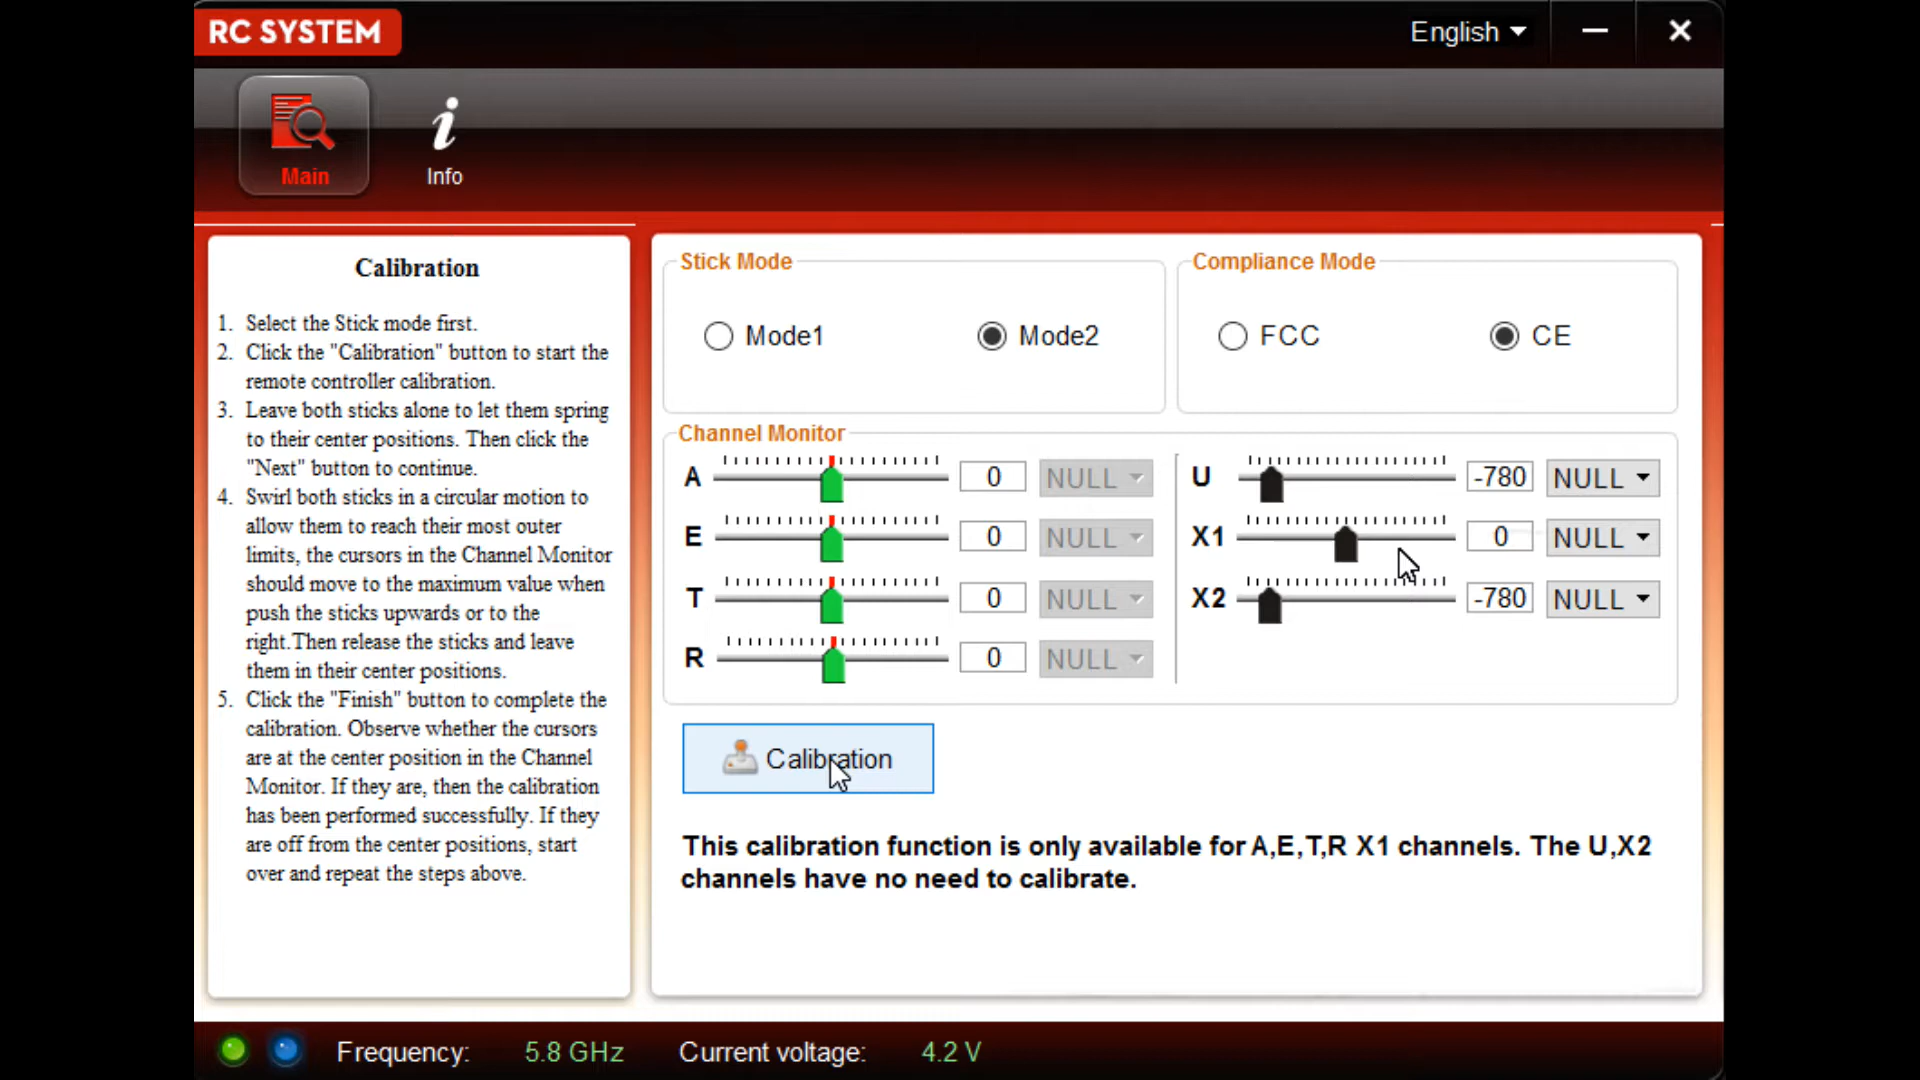 RC SYSTEM
English
Main
Info
Calibration
1. Select the Stick mode first.
2. Click the "Calibration" button to start the
remote controller calibration.
3. Leave both sticks alone to let them spring
to their center positions. Then click the
"Next" button to continue.
4. Swirl both sticks in a circular motion to
allow them to reach their most outer
limits, the cursors in the Channel Monitor
should move to the maximum value when
push the sticks upwards or to the
right.Then release the sticks and leave
them in their center positions.
5. Click the "Finish" button to complete the
calibration. Observe whether the cursors
are at the center position in the Channel
Monitor. If they are, then the calibration
has been performed successfully. If they
are off from the center positions, start
over and repeat the steps above.
Stick Mode
Mode1 Mode2
Compliance Mode
FCC CE
Channel Monitor
A 0 NULL
E 0 NULL
T 0 NULL
R 0 NULL
U -780 NULL
X1 0 NULL
X2 -780 NULL
Calibration
This calibration function is only available for A,E,T,R X1 channels. The U,X2
channels have no need to calibrate.
Frequency: 5.8 GHz Current voltage: 4.2 V